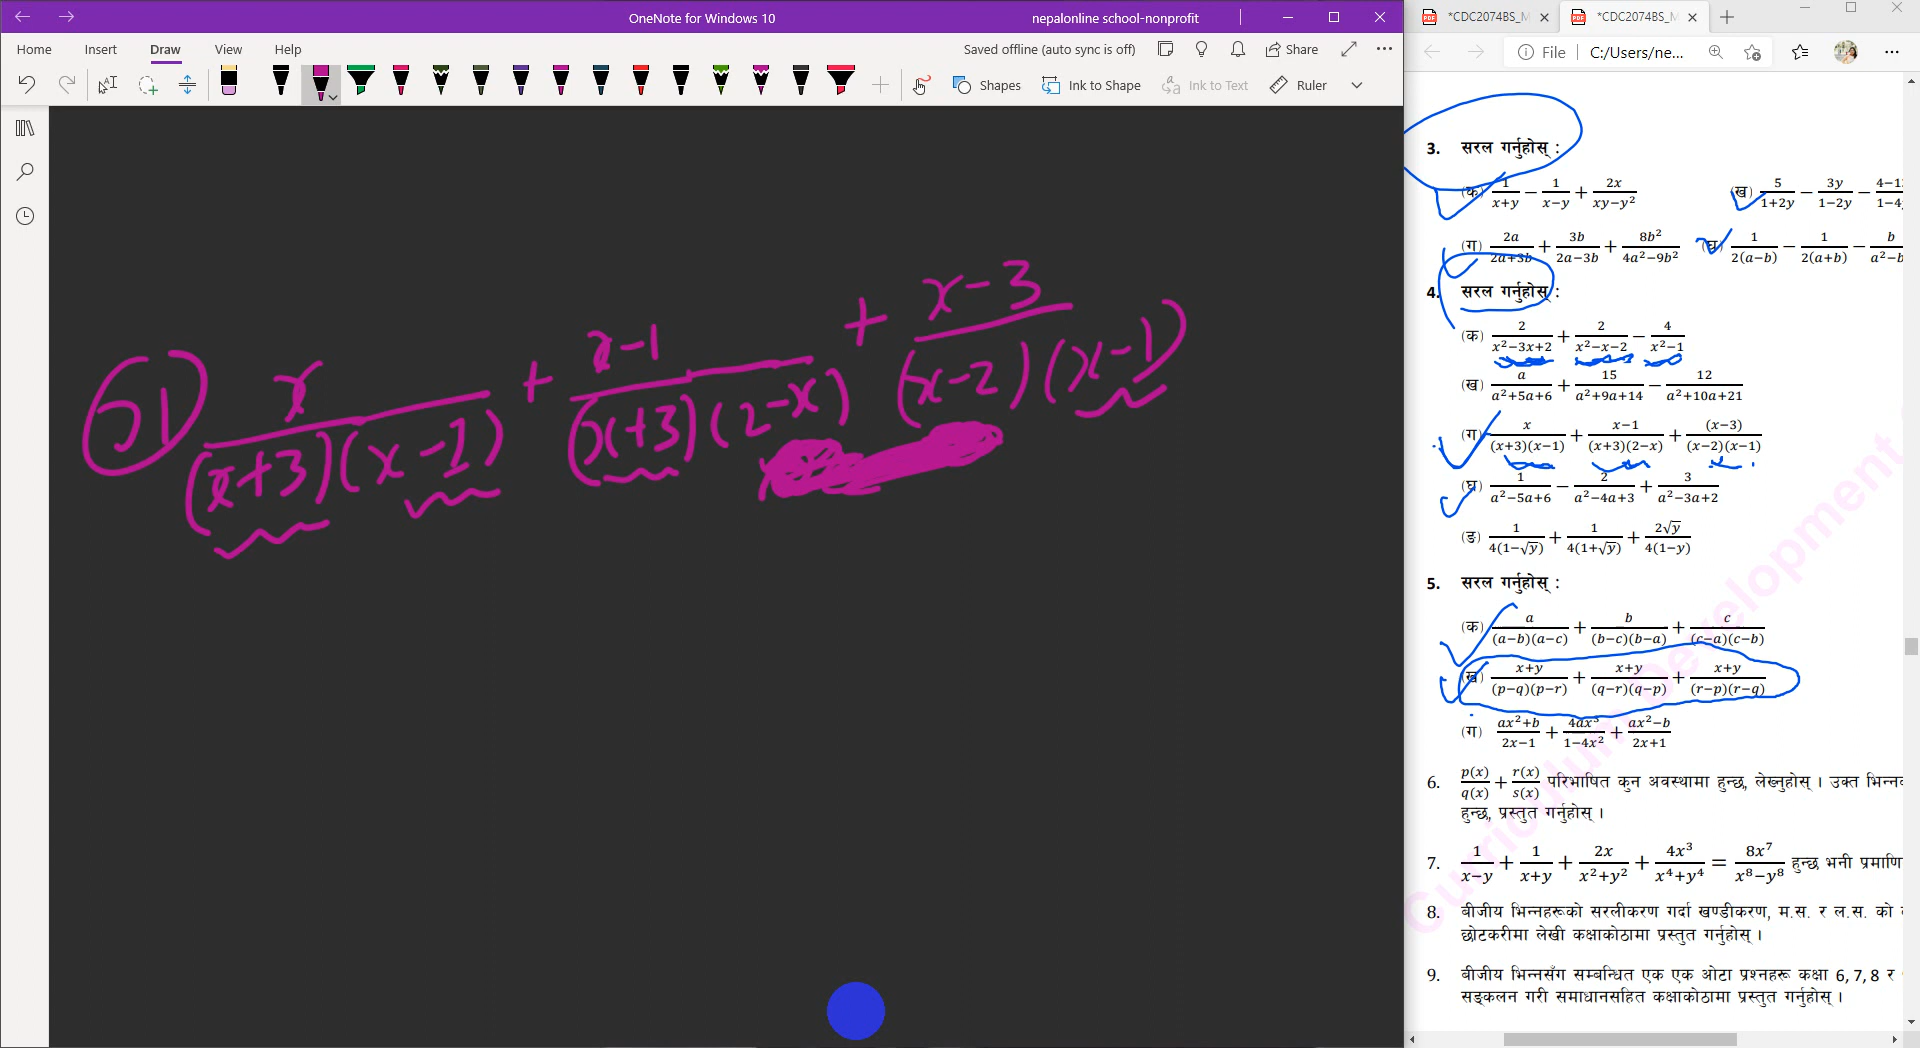 OneNote for Windows 10
nepalonline school-nonprofit
Home Insert Draw View Help
Saved offline (auto sync is off)
Share
Shapes
Ink to Shape
Ink to Text
Ruler
ग x/(x+3)(x-1) + x-1/(x+3)(2-x) + x-3/(x-2)(x-1)
*CDC2074BS_M
*CDC2074BS_M
File C:/Users/ne...
3. सरल गर्नुहोस् :
(क) 1/x+y − 1/x−y + 2x/xy−y²
(ख) 5/1+2y − 3y/1−2y −
(ग) 2a/2a+3b + 3b/2a−3b + 8b²/4a²−9b²
(घ) 1/2(a−b) − 1/2(a+b) −
4. सरल गर्नुहोस् :
(क) 2/x²−3x+2 + 2/x²−x−2 − 4/x²−1
(ख) a/a²+5a+6 + 15/a²+9a+14 − 12/a²+10a+21
(ग) x/(x+3)(x−1) + x−1/(x+3)(2−x) + (x−3)/(x−2)(x−1)
(घ) 1/a²−5a+6 − 2/a²−4a+3 + 3/a²−3a+2
(ङ) 1/4(1−√y) + 1/4(1+√y) + 2√y/4(1−y)
5. सरल गर्नुहोस् :
(क) a/(a−b)(a−c) + b/(b−c)(b−a) + c/(c−a)(c−b)
(ख) x+y/(p−q)(p−r) + x+y/(q−r)(q−p) + x+y/(r−p)(r−q)
(ग) ax²+b/2x−1 + 4ax³/1−4x² + ax²−b/2x+1
6. p(x)/q(x) + r(x)/s(x) परिभाषित कुन अवस्थामा हुन्छ, लेख्नुहोस् । उक्त
हुन्छ, प्रस्तुत गर्नुहोस् ।
7. 1/x−y + 1/x+y + 2x/x²+y² + 4x³/x⁴+y⁴ = 8x⁷/x⁸−y⁸ हुन्छ भनी
8. बीजीय भिन्नहरूको सरलीकरण गर्दा खण्डीकरण, म.स. र ल.स. को
छोटकरीमा लेखी कक्षाकोठामा प्रस्तुत गर्नुहोस् ।
9. बीजीय भिन्नसँग सम्बन्धित एक एक ओटा प्रश्नहरू कक्षा 6, 7, 8 र
सङ्कलन गरी समाधानसहित कक्षाकोठामा प्रस्तुत गर्नुहोस् ।